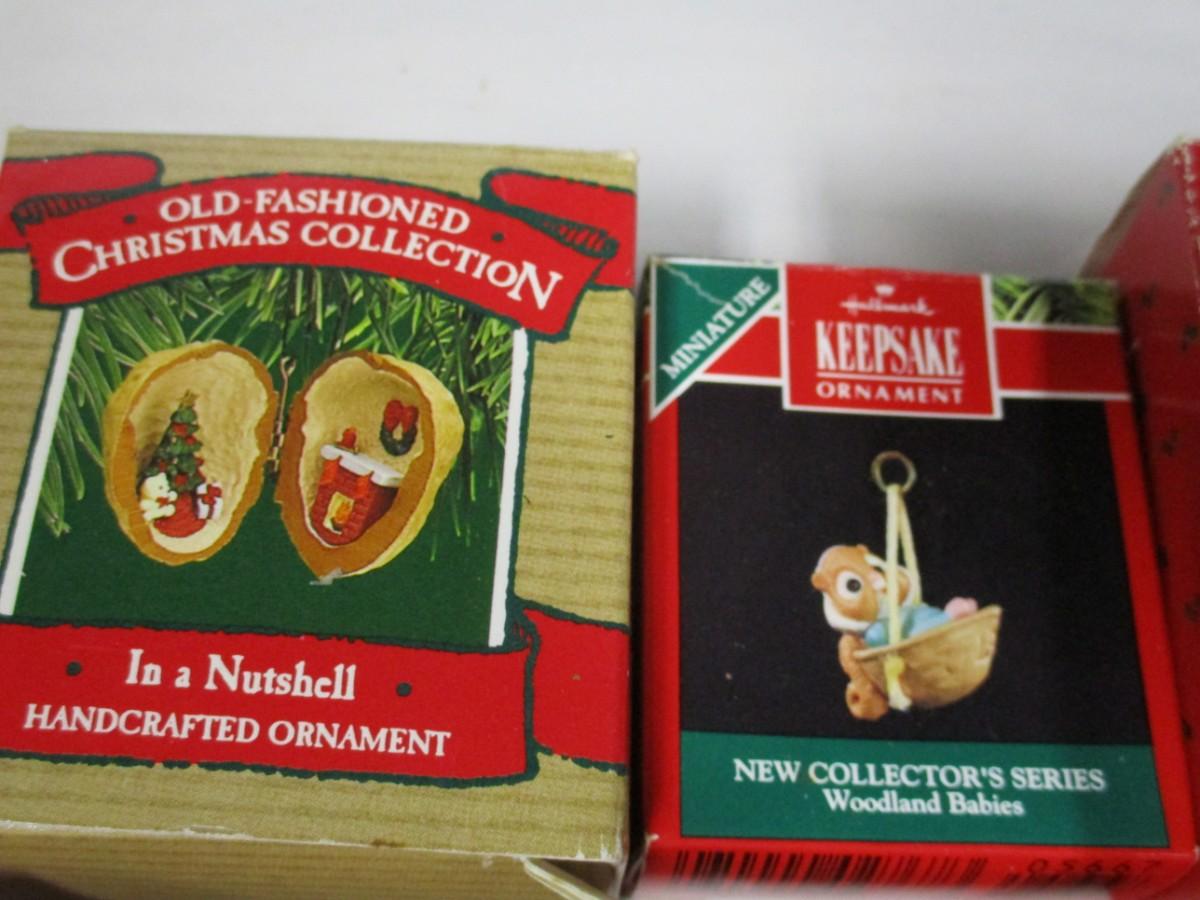 OLD-FASHIONED
CHRISTMAS COLLECTION
In a Nutshell
HANDCRAFTED ORNAMENT
MINIATURE
Hallmark
KEEPSAKE
ORNAMENT
NEW COLLECTOR'S SERIES
Woodland Babies